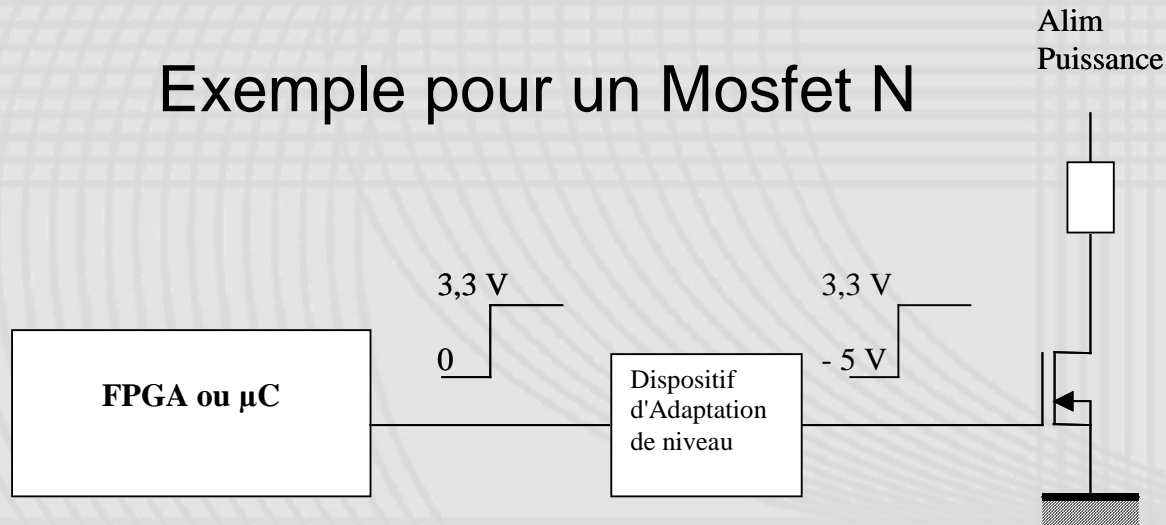 Alim
Puissance
Exemple pour un Mosfet N
3,3 V
0
3,3 V
- 5 V
FPGA ou µC
Dispositif
d'Adaptation
de niveau